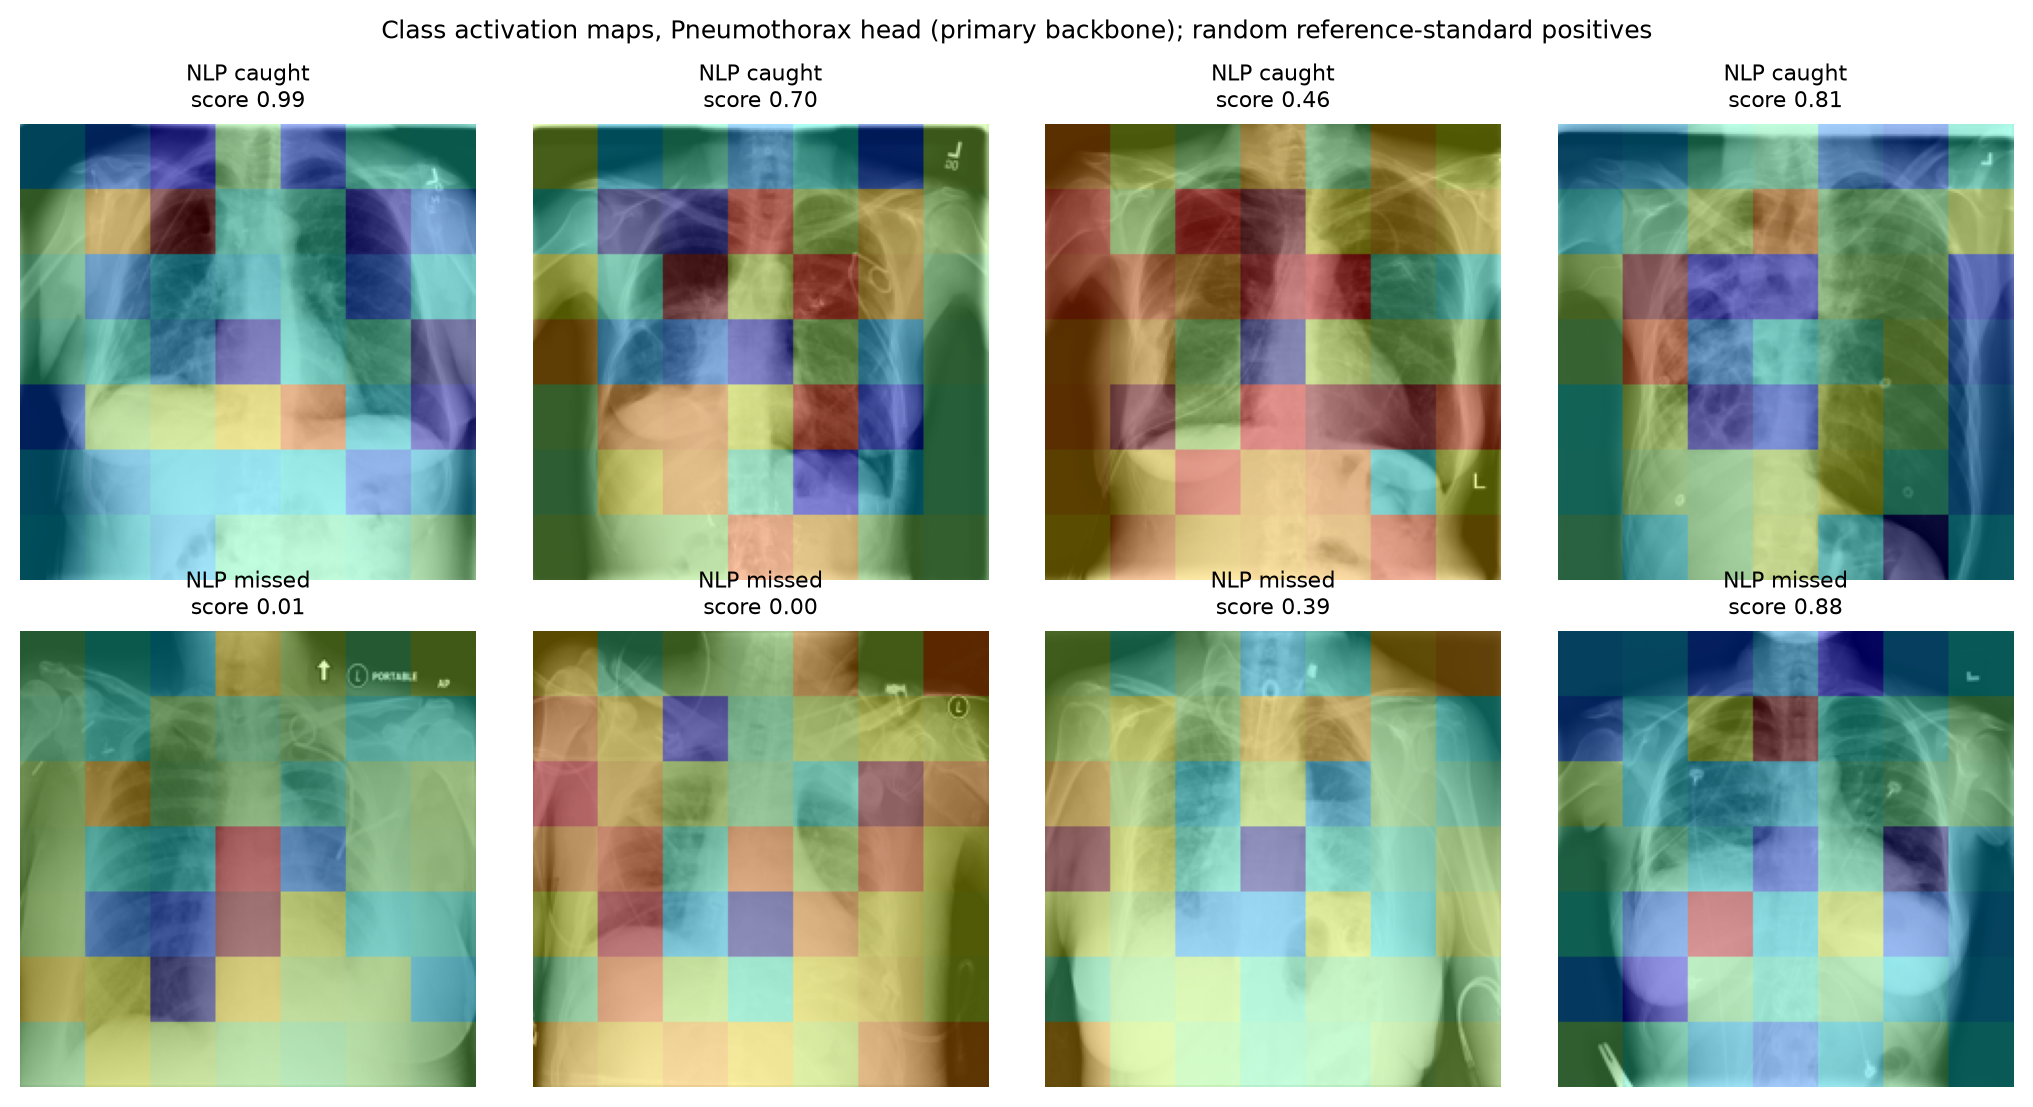 Class activation maps, Pneumothorax head (primary backbone); random reference-standard positives
NLP caught
score 0.99
NLP caught
score 0.70
NLP caught
score 0.46
NLP caught
score 0.81
L
L
L
L
NLP missed
score 0.01
NLP missed
score 0.00
NLP missed
score 0.39
NLP missed
score 0.88
L PORTABLE
AP
L
L